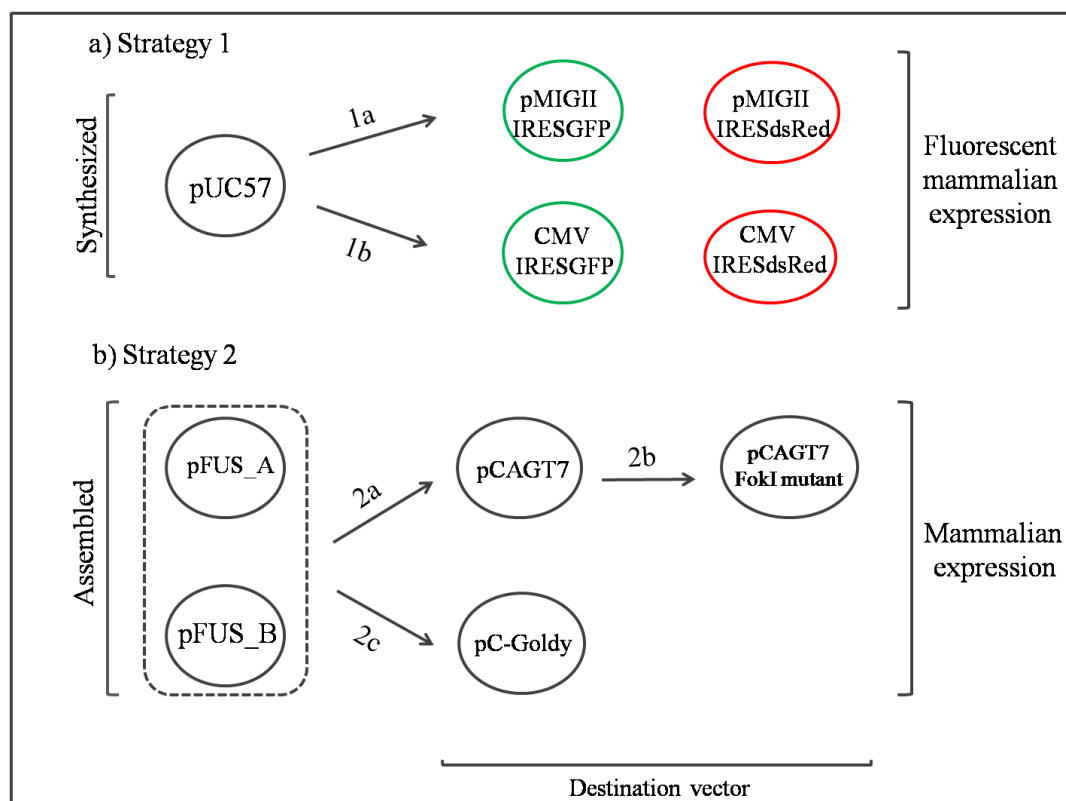 a) Strategy 1
Synthesized
pUC57
1a
1b
pMIGII
IRESGFP
pMIGII
IRESdsRed
CMV
IRESGFP
CMV
IRESdsRed
Fluorescent
mammalian
expression
b) Strategy 2
Assembled
pFUS_A
pFUS_B
2a
2c
pCAGT7
2b
pCAGT7
FokI mutant
pC-Goldy
Mammalian
expression
Destination vector